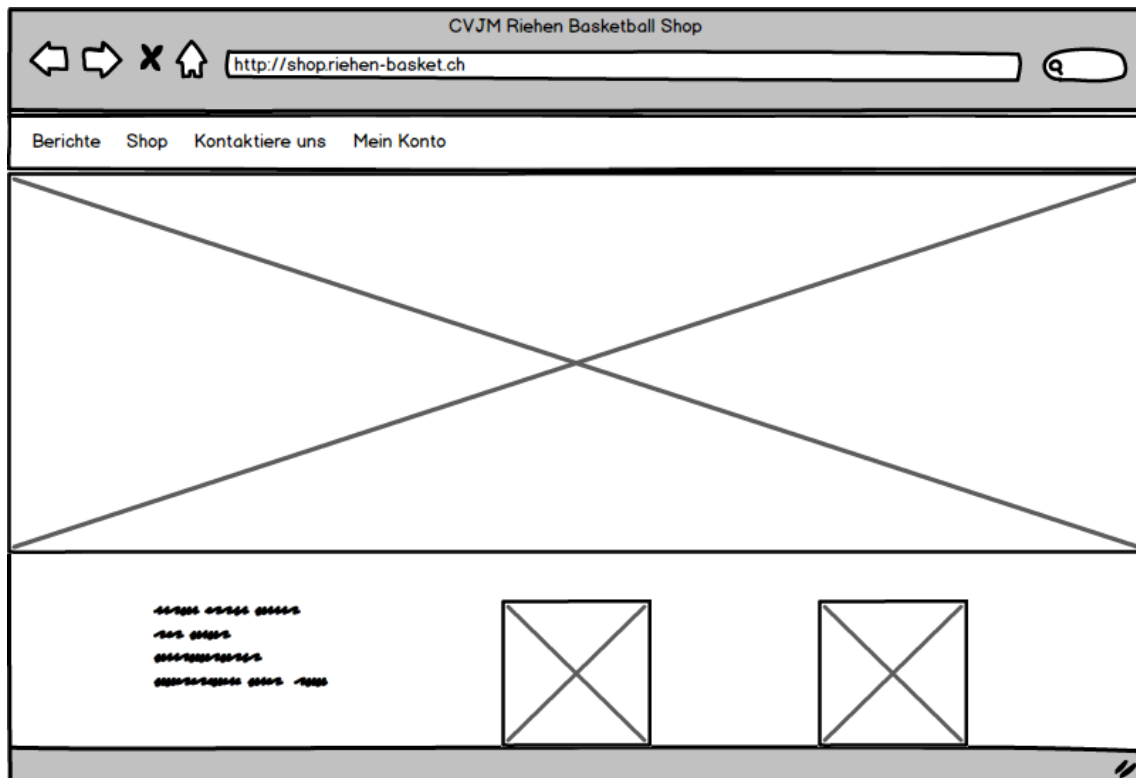 CVJM Riehen Basketball Shop
http://shop.riehen-basket.ch
Berichte Shop Kontaktiere uns Mein Konto